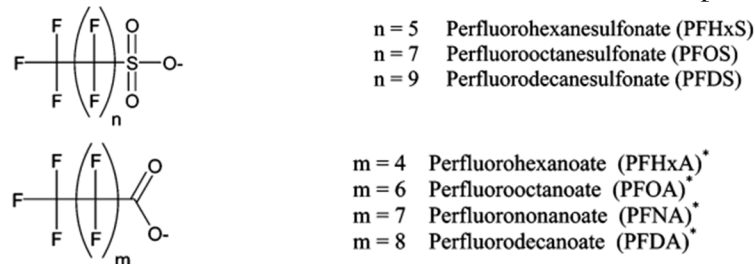 n = 5 Perfluorohexanesulfonate (PFHxS)
n = 7 Perfluorooctanesulfonate (PFOS)
n = 9 Perfluorodecanesulfonate (PFDS)
F F O
F S O-
F F O
n
m = 4 Perfluorohexanoate (PFHxA)*
m = 6 Perfluorooctanoate (PFOA)*
m = 7 Perfluorononanoate (PFNA)*
m = 8 Perfluorodecanoate (PFDA)*
F F O
F
F F O-
m